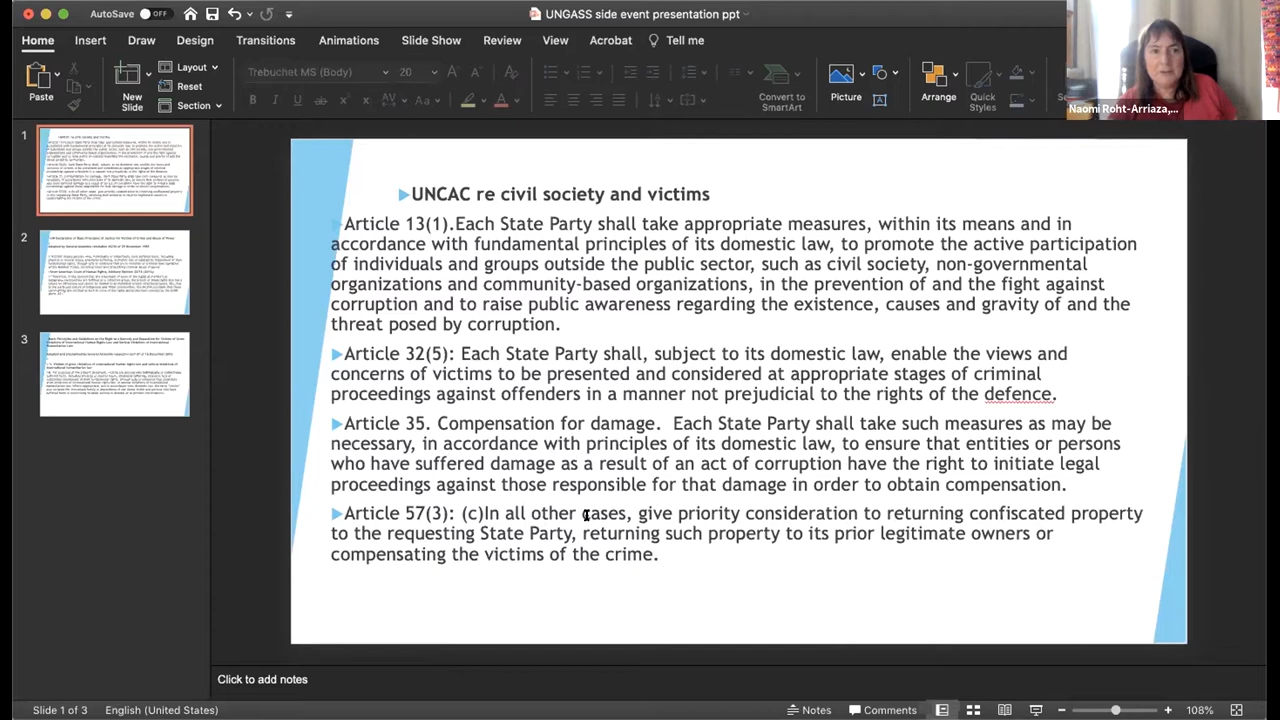 AutoSave OFF
UNGASS side event presentation ppt
Home Insert Draw Design Transitions Animations Slide Show Review View Acrobat Tell me
Paste
New
Slide
Layout
Reset
Section
Trebuchet MS (Body) 20
Convert to
SmartArt
Picture
Arrange
Quick
Styles
Naomi Roht-Arriaza,...
1
2
3
UNCAC re civil Society and victims
Article 13(1).Each State Party shall take appropriate measures, within its means and in
accordance with fundamental principles of its domestic law, to promote the active participation
of individuals and groups outside the public sector, such as civil society, non-governmental
organizations and community-based organizations, in the prevention of and the fight against
corruption and to raise public awareness regarding the existence, causes and gravity of and the
threat posed by corruption.
Article 32(5): Each State Party shall, subject to its domestic law, enable the views and
concerns of victims to be presented and considered at appropriate stages of criminal
proceedings against offenders in a manner not prejudicial to the rights of the defence.
Article 35. Compensation for damage. Each State Party shall take such measures as may be
necessary, in accordance with principles of its domestic law, to ensure that entities or persons
who have suffered damage as a result of an act of corruption have the right to initiate legal
proceedings against those responsible for that damage in order to obtain compensation.
Article 57(3): (c)In all other cases, give priority consideration to returning confiscated property
to the requesting State Party, returning such property to its prior legitimate owners or
compensating the victims of the crime.
Click to add notes
Slide 1 of 3 English (United States) Notes Comments 108%